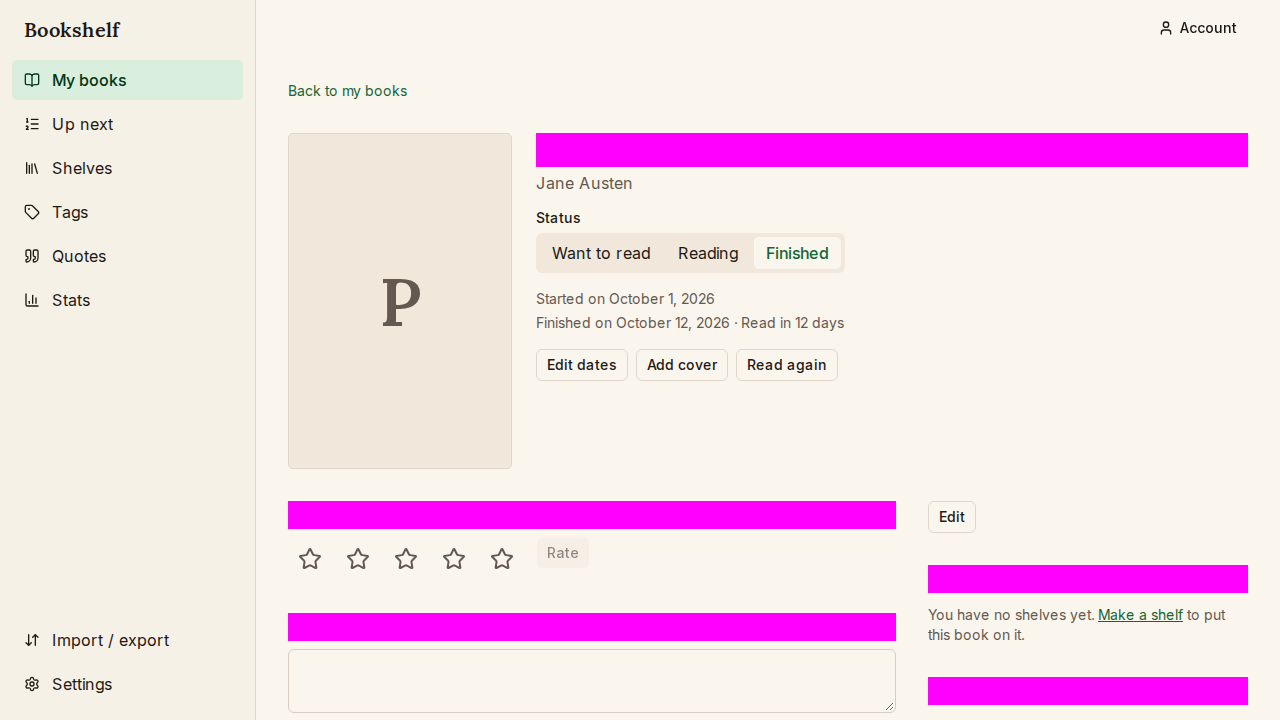 Bookshelf
My books
Up next
Shelves
Tags
Quotes
Stats
Import / export
Settings
Account
Back to my books
P
Jane Austen
Status
Want to read
Reading
Finished
Started on October 1, 2026
Finished on October 12, 2026 · Read in 12 days
Edit dates
Add cover
Read again
Rate
Edit
You have no shelves yet. Make a shelf to put
this book on it.